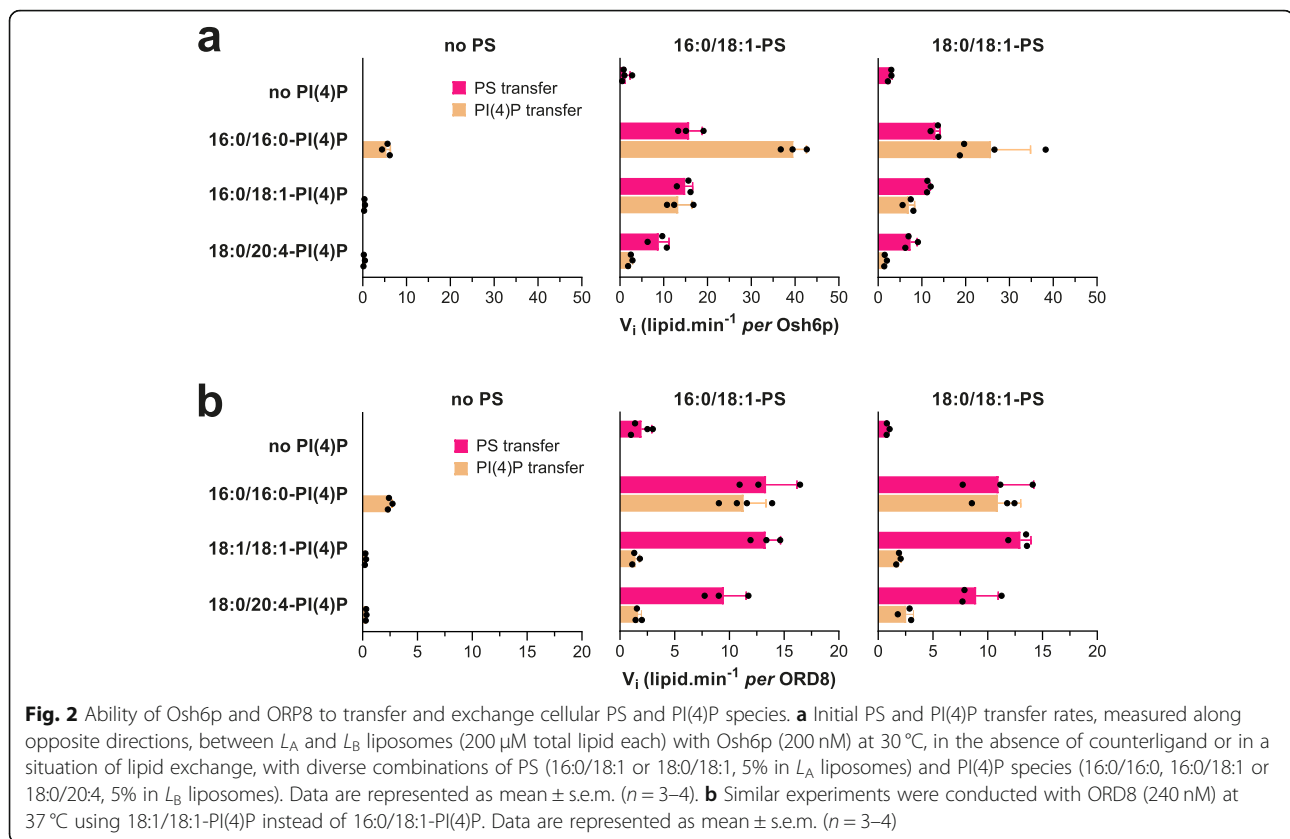 a
no PS
16:0/18:1-PS
18:0/18:1-PS
PS transfer
PI(4)P transfer
no PI(4)P
16:0/16:0-PI(4)P
16:0/18:1-PI(4)P
18:0/20:4-PI(4)P
0 10 20 30 40 50
0 10 20 30 40 50
0 10 20 30 40 50
Vi (lipid.min-1 per Osh6p)
b
no PS
16:0/18:1-PS
18:0/18:1-PS
PS transfer
PI(4)P transfer
no PI(4)P
16:0/16:0-PI(4)P
18:1/18:1-PI(4)P
18:0/20:4-PI(4)P
0 5 10 15 20
0 5 10 15 20
0 5 10 15 20
Vi (lipid.min-1 per ORD8)
Fig. 2 Ability of Osh6p and ORP8 to transfer and exchange cellular PS and PI(4)P species. a Initial PS and PI(4)P transfer rates, measured along
opposite directions, between LA and LB liposomes (200 μM total lipid each) with Osh6p (200 nM) at 30 °C, in the absence of counterligand or in a
situation of lipid exchange, with diverse combinations of PS (16:0/18:1 or 18:0/18:1, 5% in LA liposomes) and PI(4)P species (16:0/16:0, 16:0/18:1 or
18:0/20:4, 5% in LB liposomes). Data are represented as mean ± s.e.m. (n = 3–4). b Similar experiments were conducted with ORD8 (240 nM) at
37 °C using 18:1/18:1-PI(4)P instead of 16:0/18:1-PI(4)P. Data are represented as mean ± s.e.m. (n = 3–4)